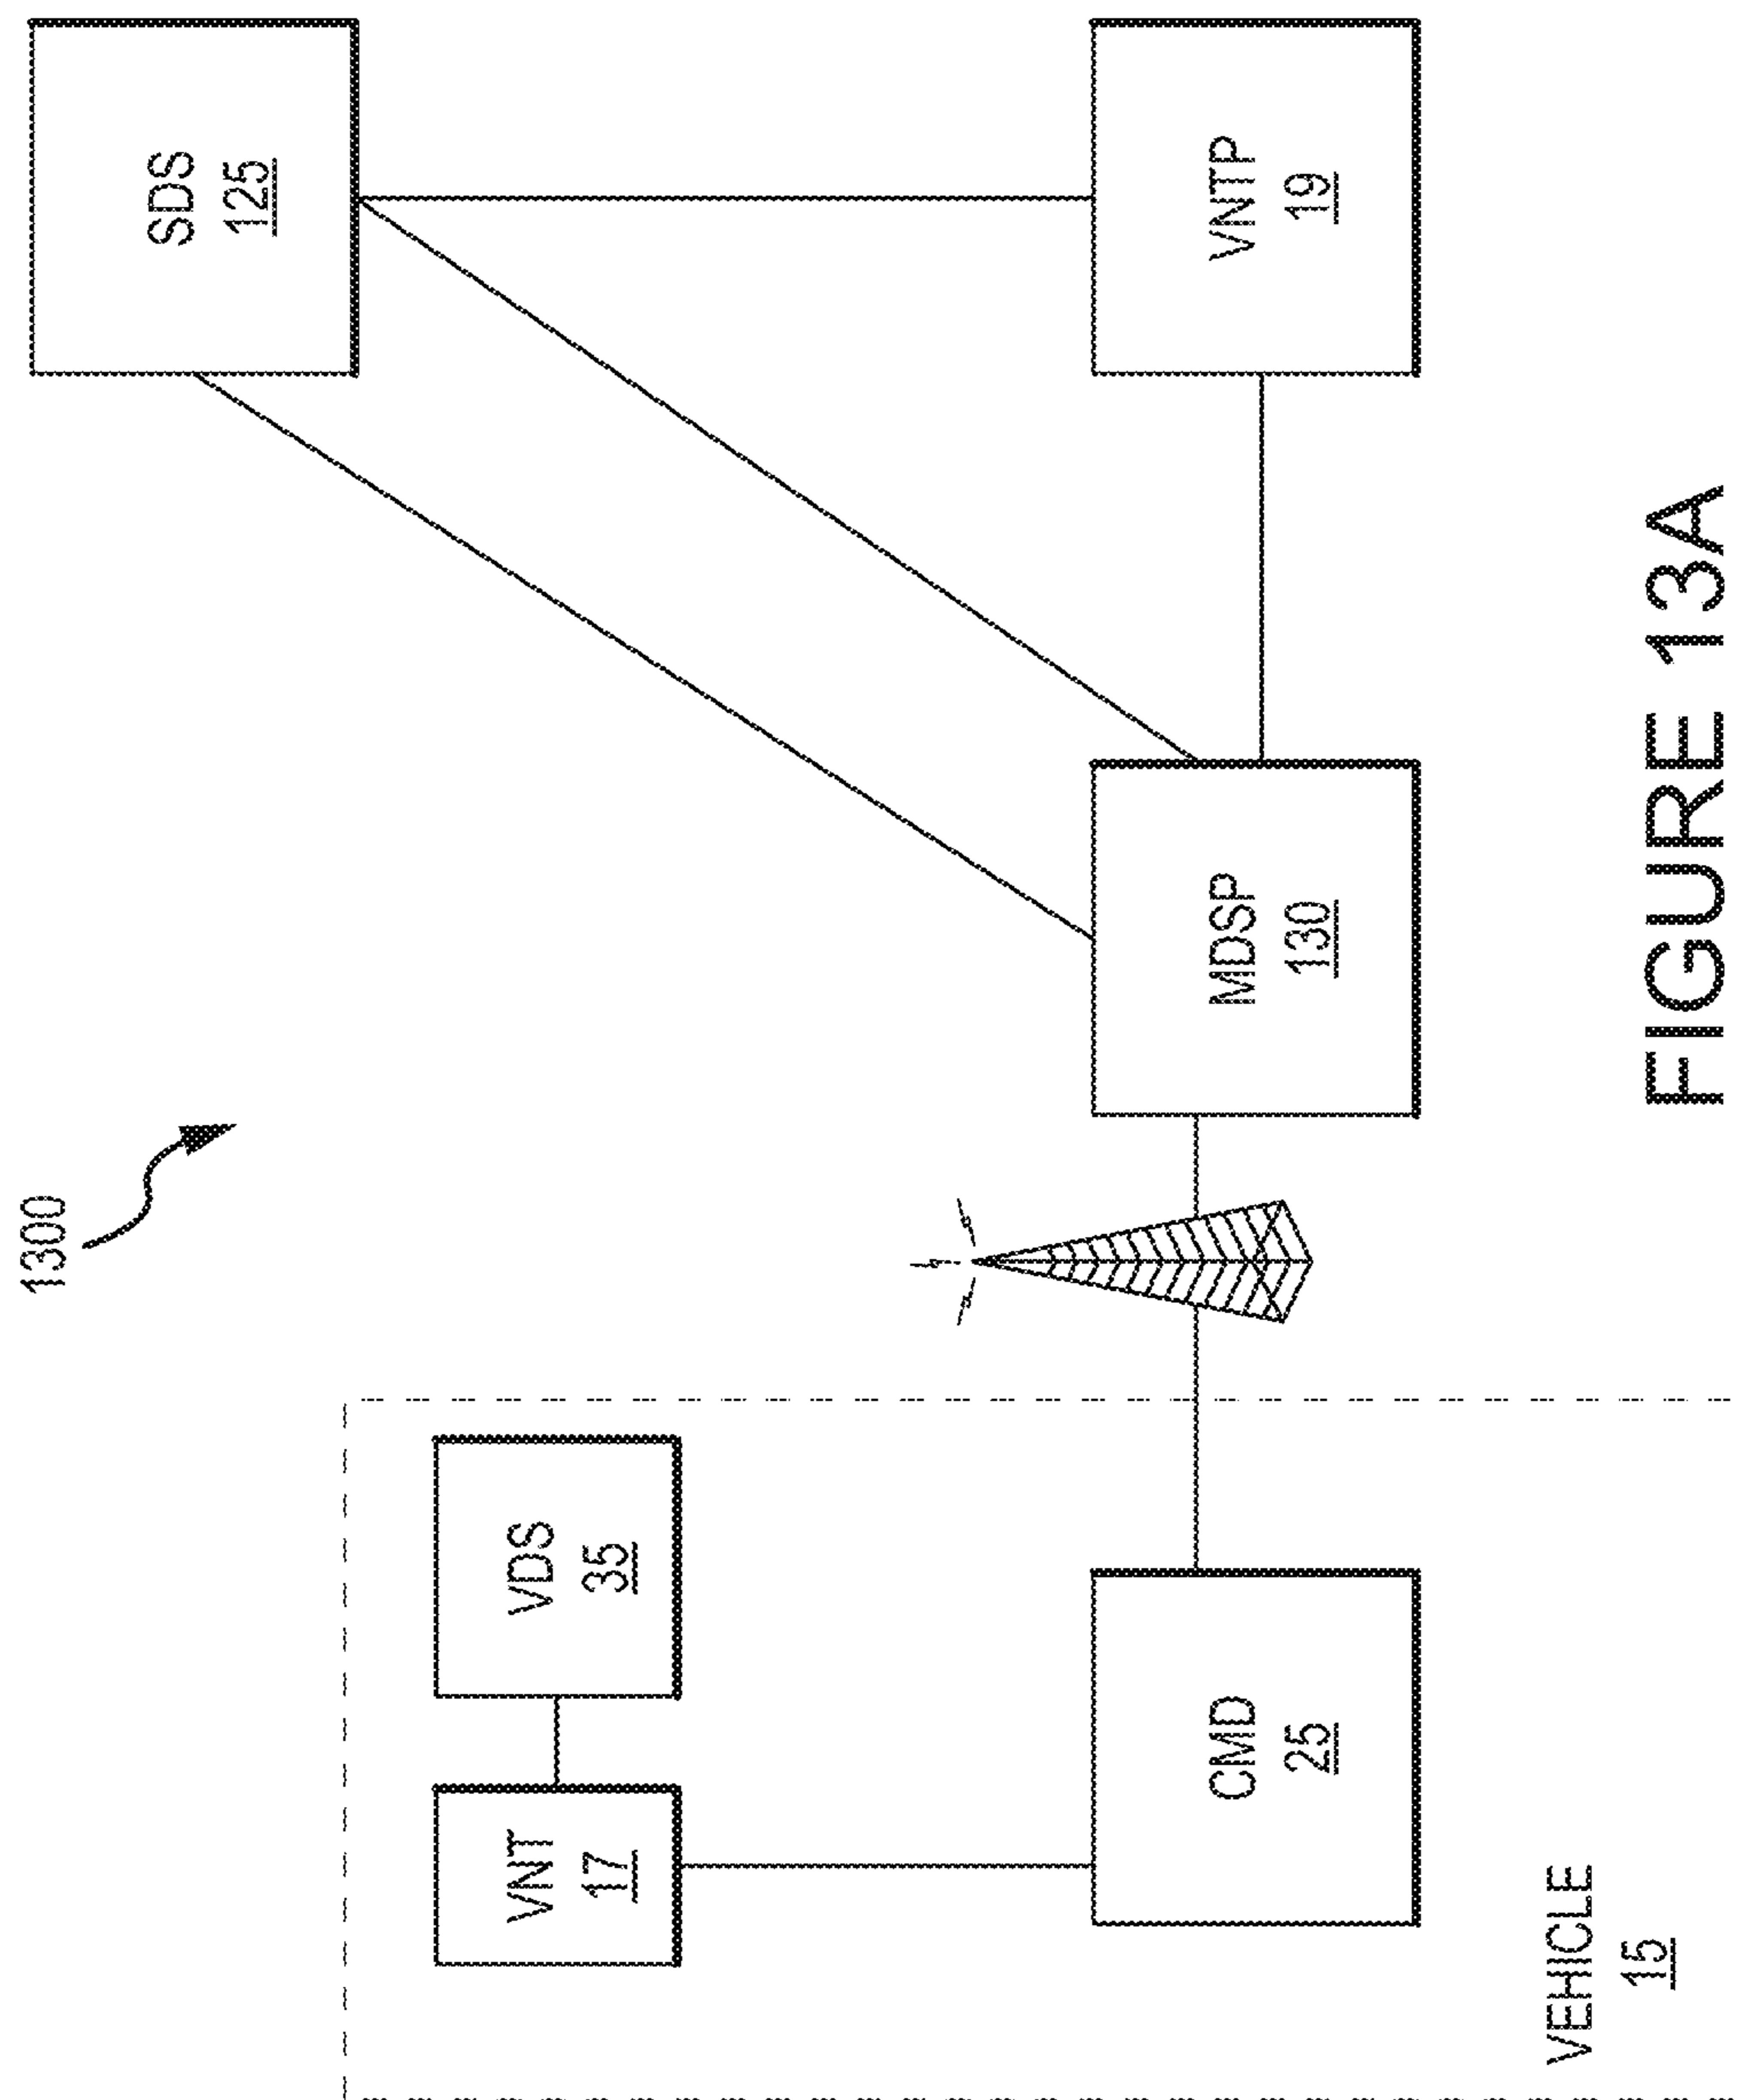 1300
SDS
125
VNT
17
VDS
35
CMD
25
MDSP
130
VNTP
19
VEHICLE
15
FIGURE 13A